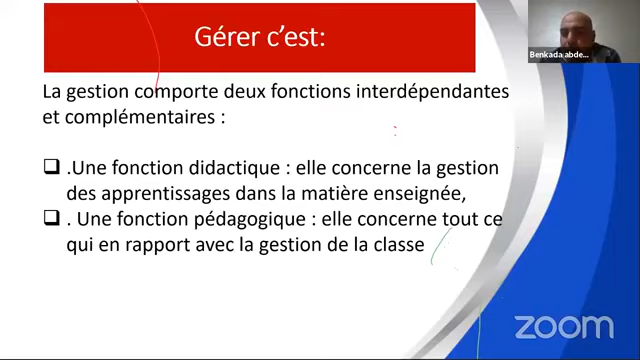 Gérer c’est:
Benkada abde...
La gestion comporte deux fonctions interdépendantes
et complémentaires :
.Une fonction didactique : elle concerne la gestion
des apprentissages dans la matière enseignée,
. Une fonction pédagogique : elle concerne tout ce
qui en rapport avec la gestion de la classe
zoom